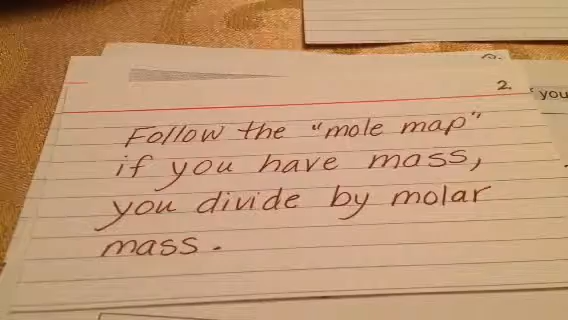 2.
you
Follow the "mole map"
if you have mass,
you divide by molar
mass.